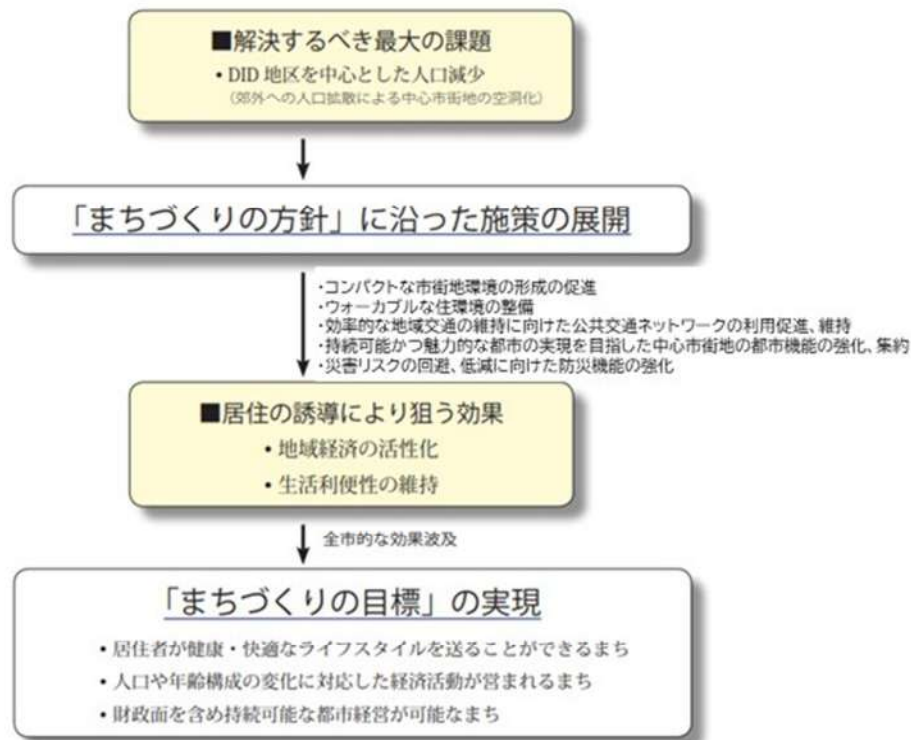 ■解決するべき最大の課題
• DID 地区を中心とした人口減少
（郊外への人口拡散による中心市街地の空洞化）
「まちづくりの方針」に沿った施策の展開
・コンパクトな市街地環境の形成の促進
・ウォーカブルな住環境の整備
・効率的な地域交通の維持に向けた公共交通ネットワークの利用促進、維持
・持続可能かつ魅力的な都市の実現を目指した中心市街地の都市機能の強化、集約
・災害リスクの回避、低減に向けた防災機能の強化
■居住の誘導により狙う効果
• 地域経済の活性化
• 生活利便性の維持
全市的な効果波及
「まちづくりの目標」の実現
• 居住者が健康・快適なライフスタイルを送ることができるまち
• 人口や年齢構成の変化に対応した経済活動が営まれるまち
• 財政面を含め持続可能な都市経営が可能なまち